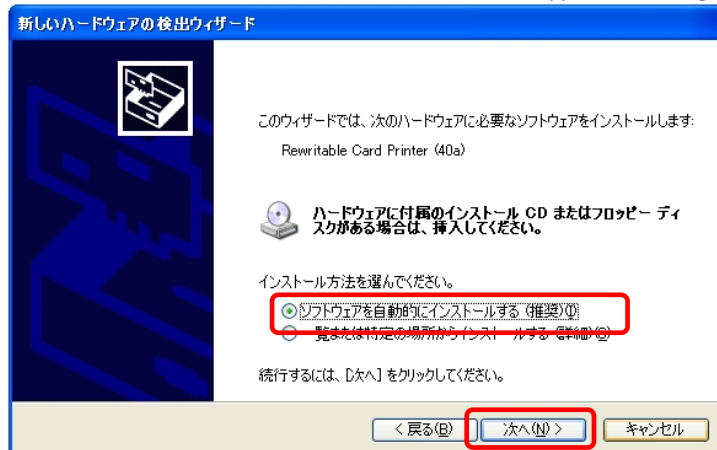 新しいハードウェアの検出ウィザード
このウィザードでは、次のハードウェアに必要なソフトウェアをインストールします:
Rewritable Card Printer (40a)
ハードウェアに付属のインストール CD またはフロッピー ディ
スクがある場合は、挿入してください。
インストール方法を選んでください。
ソフトウェアを自動的にインストールする (推奨)(I)
一覧または特定の場所からインストールする (詳細)(S)
続行するには、[次へ] をクリックしてください。
< 戻る(B)
次へ(N) >
キャンセル